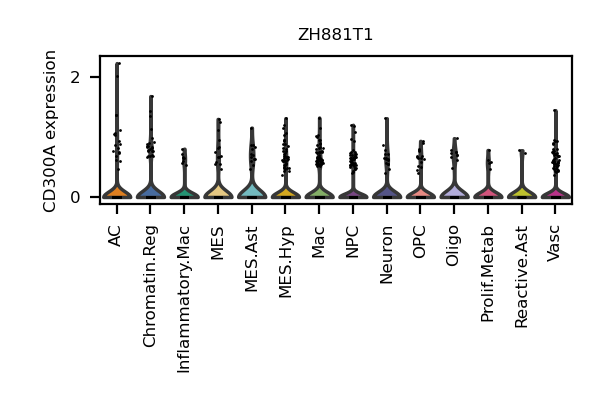 ZH881T1
CD300A expression
2
0
AC
Chromatin.Reg
Inflammatory.Mac
MES
MES.Ast
MES.Hyp
Mac
NPC
Neuron
OPC
Oligo
Prolif.Metab
Reactive.Ast
Vasc